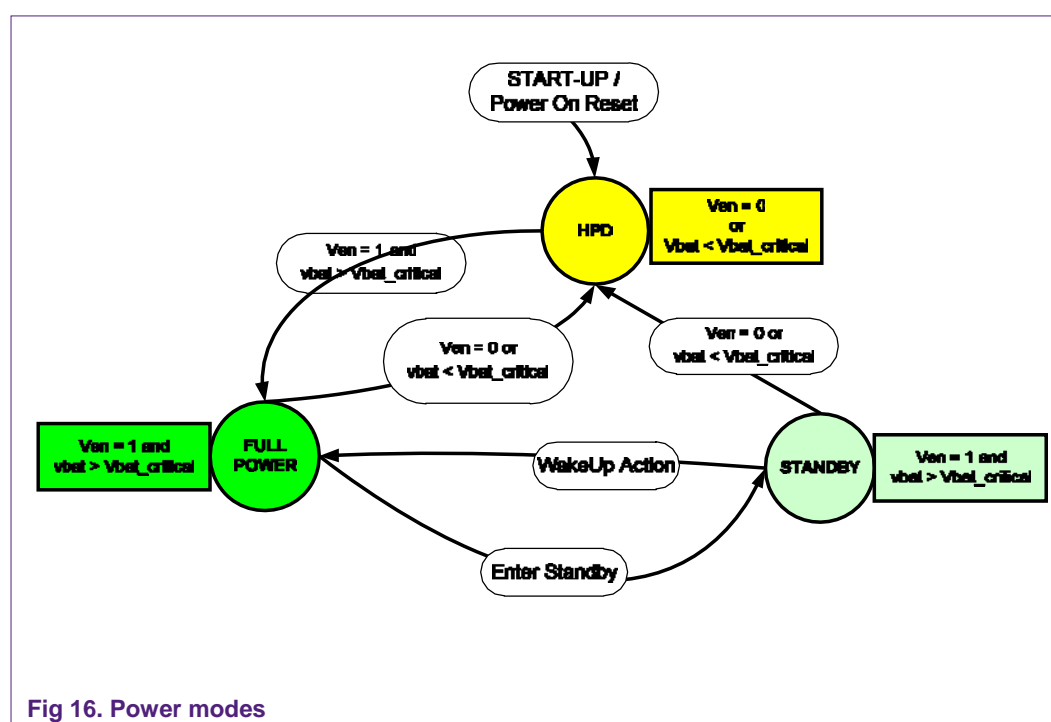 START-UP /
Power On Reset
HPD
Ven = 0
or
Vbat < Vbat_critical
Ven = 1 and
vbat > Vbat_critical
Ven = 0 or
vbat < Vbat_critical
Ven = 0 or
vbat < Vbat_critical
Ven = 1 and
vbat > Vbat_critical
FULL
POWER
WakeUp Action
STANDBY
Ven = 1 and
vbat > Vbat_critical
Enter Standby
Fig 16. Power modes